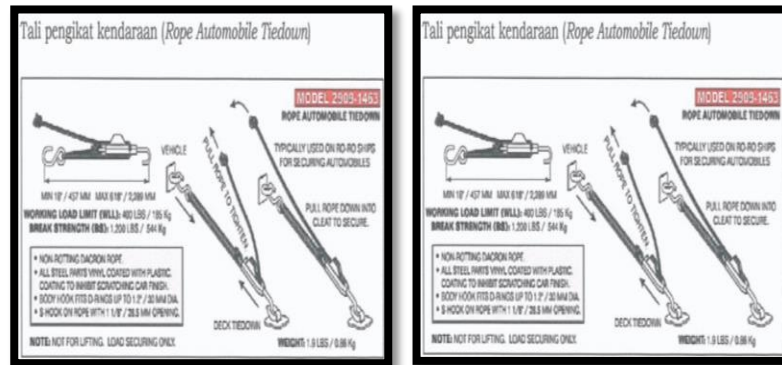 Tali pengikat kendaraan (Rope Automobile Tiedown)
MODEL 2909-1463
ROPE AUTOMOBILE TIEDOWN
VEHICLE
TYPICALLY USED ON RO-RO SHIPS
FOR SECURING AUTOMOBILES
PULL ROPE TO TIGHTEN.
MIN 18" / 457 MM MAX
WORKING LOAD LIMIT (WLL): 400 LBS / 185 Kg
BREAK STRENGTH (BS): 1,200 LBS / 544 Kg
PULL ROPE DOWN INTO
CLEAT TO SECURE.
• NON-ROTTING DACRON ROPE.
• ALL STEEL PARTS VINYL COATED WITH PLASTIC.
COATING TO INHIBIT SCRATCHING CAR FINISH.
• BODY HOOK FITS D-RINGS UP TO 1.2" / 30 MM DIA.
• S-HOOK ON ROPE WITH 1 1/8" / 28.5 MM OPENING.
DECK TIEDOWN
NOTE: NOT FOR LIFTING. LOAD SECURING ONLY.
WEIGHT: 1.9 LBS / 0.86 Kg
Tali pengikat kendaraan (Rope Automobile Tiedown)
MODEL 2909-1463
ROPE AUTOMOBILE TIEDOWN
VEHICLE
TYPICALLY USED ON RO-RO SHIPS
FOR SECURING AUTOMOBILES
PULL ROPE TO TIGHTEN.
MIN 18" / 457 MM MAX
WORKING LOAD LIMIT (WLL): 400 LBS / 185 Kg
BREAK STRENGTH (BS): 1,200 LBS / 544 Kg
PULL ROPE DOWN INTO
CLEAT TO SECURE.
• NON-ROTTING DACRON ROPE.
• ALL STEEL PARTS VINYL COATED WITH PLASTIC.
COATING TO INHIBIT SCRATCHING CAR FINISH.
• BODY HOOK FITS D-RINGS UP TO 1.2" / 30 MM DIA.
• S-HOOK ON ROPE WITH 1 1/8" / 28.5 MM OPENING.
DECK TIEDOWN
NOTE: NOT FOR LIFTING. LOAD SECURING ONLY.
WEIGHT: 1.9 LBS / 0.86 Kg